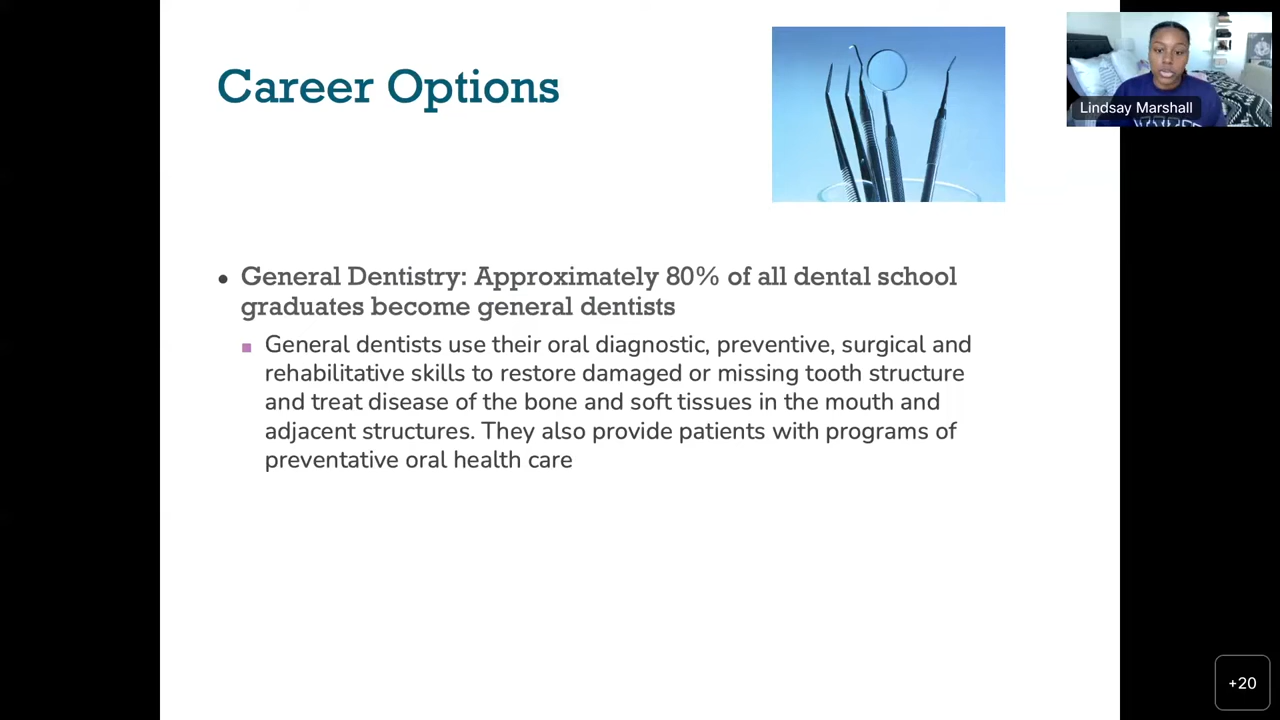 Career Options
Lindsay Marshall
• General Dentistry: Approximately 80% of all dental school
graduates become general dentists
■ General dentists use their oral diagnostic, preventive, surgical and
rehabilitative skills to restore damaged or missing tooth structure
and treat disease of the bone and soft tissues in the mouth and
adjacent structures. They also provide patients with programs of
preventative oral health care
+20